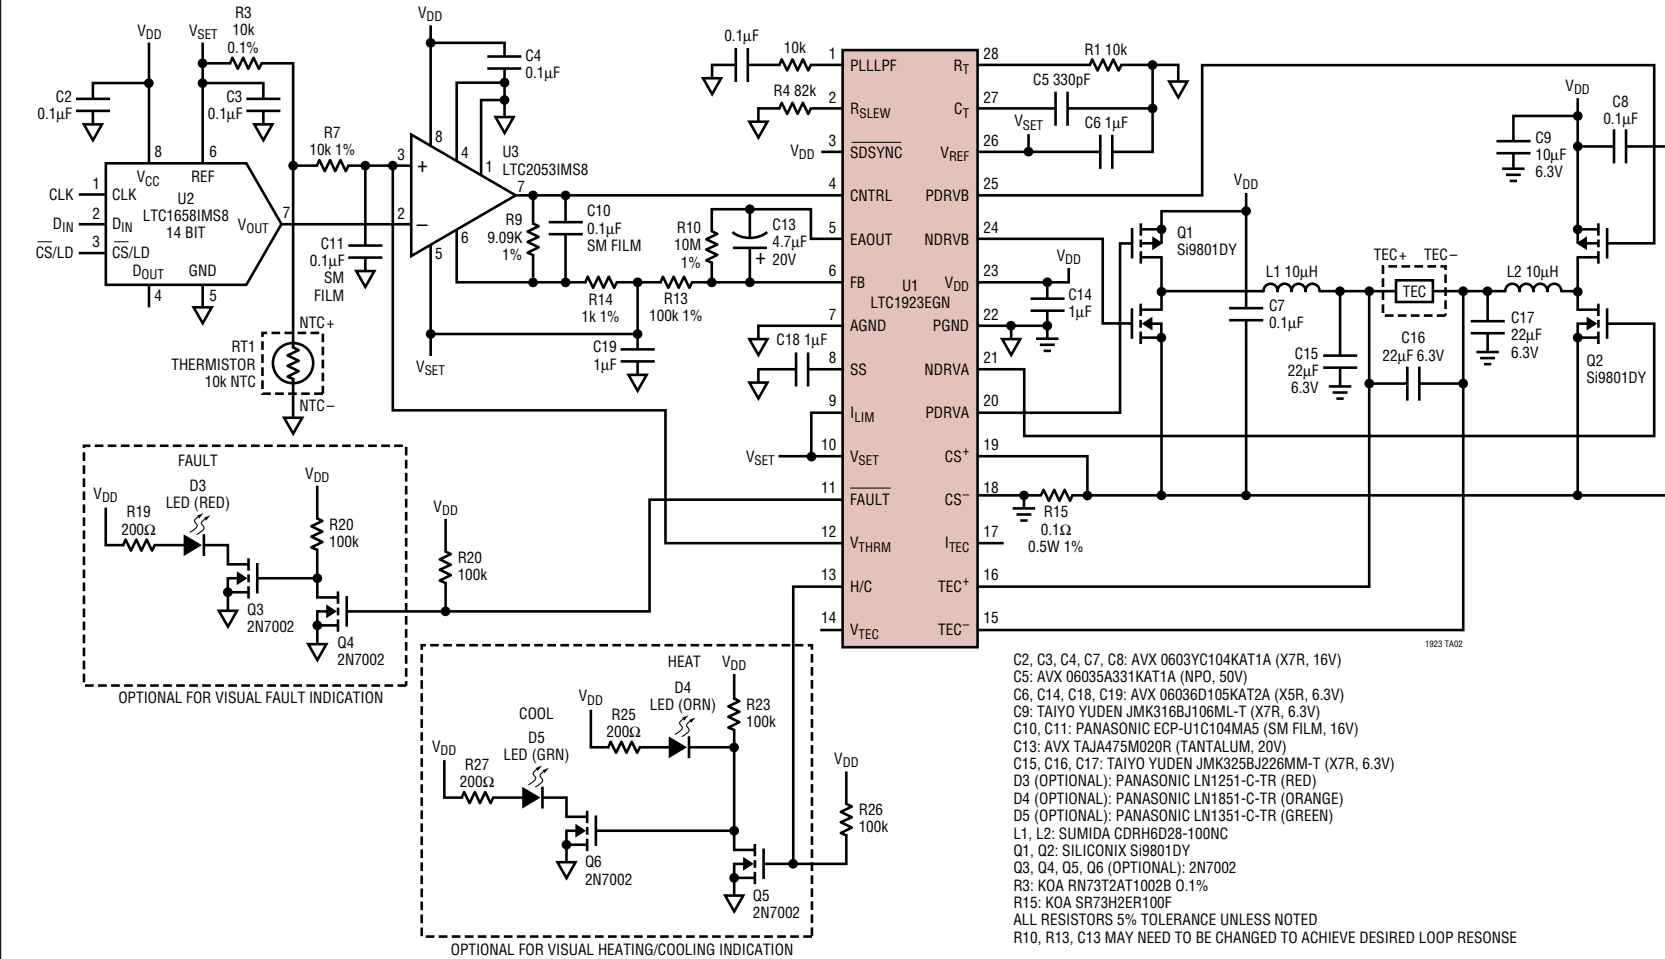 VDD
VSET
R3
10k
0.1%
C2
0.1µF
C3
0.1µF
8
6
VCC
REF
U2
LTC1658IMS8
14 BIT
CLK
1
CLK
DIN
2
DIN
CS/LD
3
CS/LD
VOUT
7
DOUT
GND
4
5
R7
10k 1%
C11
0.1µF
SM
FILM
NTC+
RT1
THERMISTOR
10k NTC
NTC–
VDD
C4
0.1µF
8
4
1
3
+
2
–
U3
LTC2053IMS8
7
6
5
VSET
R9
9.09K
1%
C10
0.1µF
SM FILM
R14
1k 1%
R10
10M
1%
C13
4.7µF
+ 20V
R13
100k 1%
C19
1µF
0.1µF
10k
R4 82k
VDD
C18 1µF
VSET
1
PLLLPF
2
RSLEW
3
SDSYNC
4
CNTRL
5
EAOUT
6
FB
7
AGND
8
SS
9
ILIM
10
VSET
11
FAULT
12
VTHRM
13
H/C
14
VTEC
U1
LTC1923EGN
RT
28
CT
27
VREF
26
PDRVB
25
NDRVB
24
VDD
23
PGND
22
NDRVA
21
PDRVA
20
CS+
19
CS–
18
ITEC
17
TEC+
16
TEC–
15
R1 10k
C5 330pF
VSET
C6 1µF
VDD
C14
1µF
R15
0.1Ω
0.5W 1%
Q1
Si9801DY
VDD
C7
0.1µF
L1 10µH
C15
22µF
6.3V
TEC+
TEC–
TEC
C16
22µF 6.3V
L2 10µH
C17
22µF
6.3V
VDD
C9
10µF
6.3V
C8
0.1µF
Q2
Si9801DY
1923 TA02
FAULT
VDD
R19
200Ω
D3
LED (RED)
VDD
R20
100k
Q3
2N7002
Q4
2N7002
VDD
R20
100k
OPTIONAL FOR VISUAL FAULT INDICATION
HEAT
VDD
D4
LED (ORN)
R23
100k
VDD
R25
200Ω
COOL
D5
LED (GRN)
VDD
R27
200Ω
Q6
2N7002
Q5
2N7002
VDD
R26
100k
OPTIONAL FOR VISUAL HEATING/COOLING INDICATION
C2, C3, C4, C7, C8: AVX 0603YC104KAT1A (X7R, 16V)
C5: AVX 06035A331KAT1A (NPO, 50V)
C6, C14, C18, C19: AVX 06036D105KAT2A (X5R, 6.3V)
C9: TAIYO YUDEN JMK316BJ106ML-T (X7R, 6.3V)
C10, C11: PANASONIC ECP-U1C104MA5 (SM FILM, 16V)
C13: AVX TAJA475M020R (TANTALUM, 20V)
C15, C16, C17: TAIYO YUDEN JMK325BJ226MM-T (X7R, 6.3V)
D3 (OPTIONAL): PANASONIC LN1251-C-TR (RED)
D4 (OPTIONAL): PANASONIC LN1851-C-TR (ORANGE)
D5 (OPTIONAL): PANASONIC LN1351-C-TR (GREEN)
L1, L2: SUMIDA CDRH6D28-100NC
Q1, Q2: SILICONIX Si9801DY
Q3, Q4, Q5, Q6 (OPTIONAL): 2N7002
R3: KOA RN73T2AT1002B 0.1%
R15: KOA SR73H2ER100F
ALL RESISTORS 5% TOLERANCE UNLESS NOTED
R10, R13, C13 MAY NEED TO BE CHANGED TO ACHIEVE DESIRED LOOP RESONSE